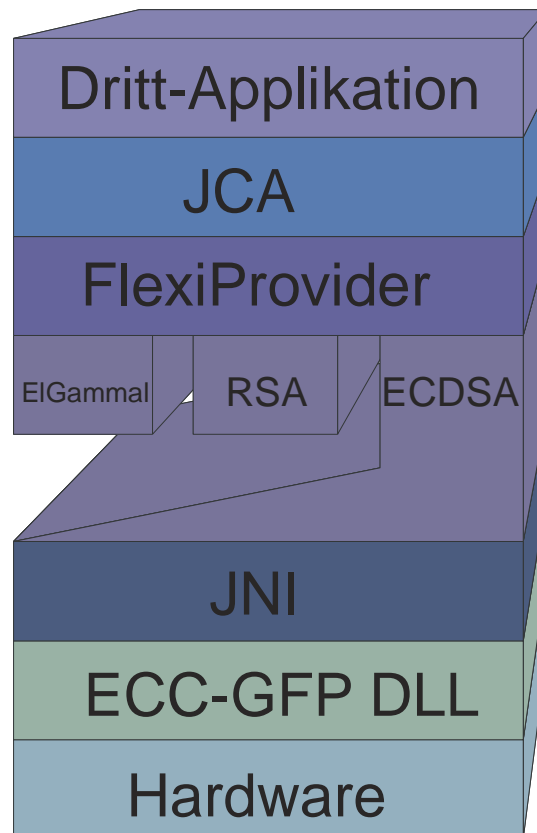 Dritt-Applikation
JCA
FlexiProvider
ElGammal
RSA
ECDSA
JNI
ECC-GFP DLL
Hardware